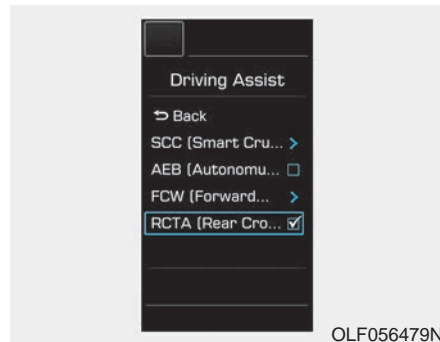 Driving Assist
Back
SCC (Smart Cru...
AEB (Autonomu...
FCW (Forward...
RCTA (Rear Cro...
OLF056479N